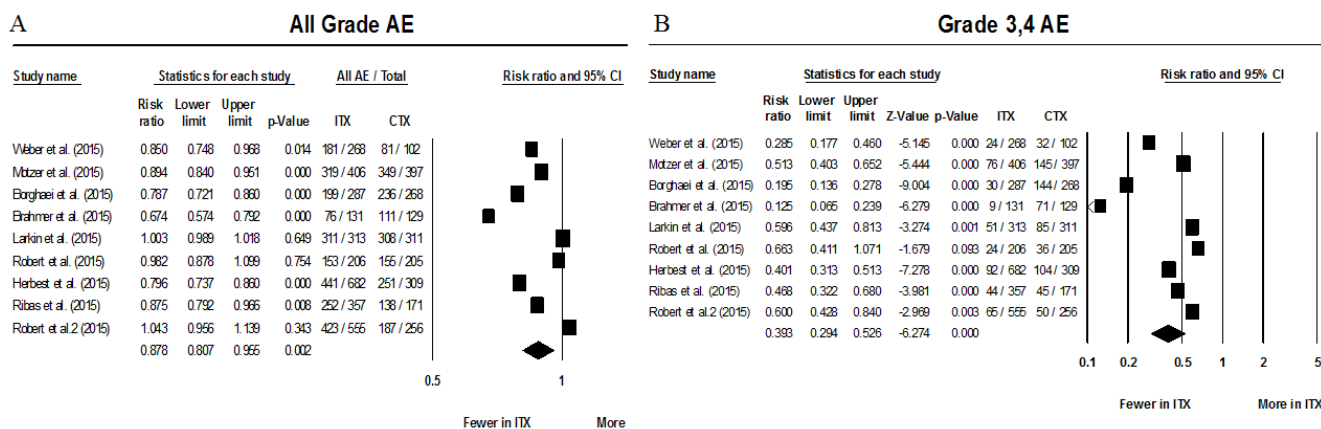 A All Grade AE
Study name Statistics for each study All AE / Total Risk ratio and 95% CI
Risk ratio Lower limit Upper limit p-Value ITX CTX
Weber et al. (2015) 0.850 0.748 0.968 0.014 181 / 268 81 / 102
Motzer et al. (2015) 0.894 0.840 0.951 0.000 319 / 406 349 / 397
Borghaei et al. (2015) 0.787 0.721 0.860 0.000 199 / 287 236 / 268
Brahmer et al. (2015) 0.674 0.574 0.792 0.000 76 / 131 111 / 129
Larkin et al. (2015) 1.003 0.989 1.018 0.649 311 / 313 308 / 311
Robert et al. (2015) 0.982 0.878 1.099 0.754 153 / 206 155 / 205
Herbest et al. (2015) 0.796 0.737 0.860 0.000 441 / 682 251 / 309
Ribas et al. (2015) 0.875 0.792 0.966 0.008 252 / 357 138 / 171
Robert et al.2 (2015) 1.043 0.956 1.139 0.343 423 / 555 187 / 256
0.878 0.807 0.955 0.002
0.5 1
Fewer in ITX More
B Grade 3,4 AE
Study name Statistics for each study Risk ratio and 95% CI
Risk ratio Lower limit Upper limit Z-Value p-Value ITX CTX
Weber et al. (2015) 0.285 0.177 0.460 -5.145 0.000 24 / 268 32 / 102
Motzer et al. (2015) 0.513 0.403 0.652 -5.444 0.000 76 / 406 145 / 397
Borghaei et al. (2015) 0.195 0.136 0.278 -9.004 0.000 30 / 287 144 / 268
Brahmer et al. (2015) 0.125 0.065 0.239 -6.279 0.000 9 / 131 71 / 129
Larkin et al. (2015) 0.596 0.437 0.813 -3.274 0.001 51 / 313 85 / 311
Robert et al. (2015) 0.663 0.411 1.071 -1.679 0.093 24 / 206 36 / 205
Herbest et al. (2015) 0.401 0.313 0.513 -7.278 0.000 92 / 682 104 / 309
Ribas et al. (2015) 0.468 0.322 0.680 -3.981 0.000 44 / 357 45 / 171
Robert et al.2 (2015) 0.600 0.428 0.840 -2.969 0.003 65 / 555 50 / 256
0.393 0.294 0.526 -6.274 0.000
0.1 0.2 0.5 1 2 5
Fewer in ITX More in ITX